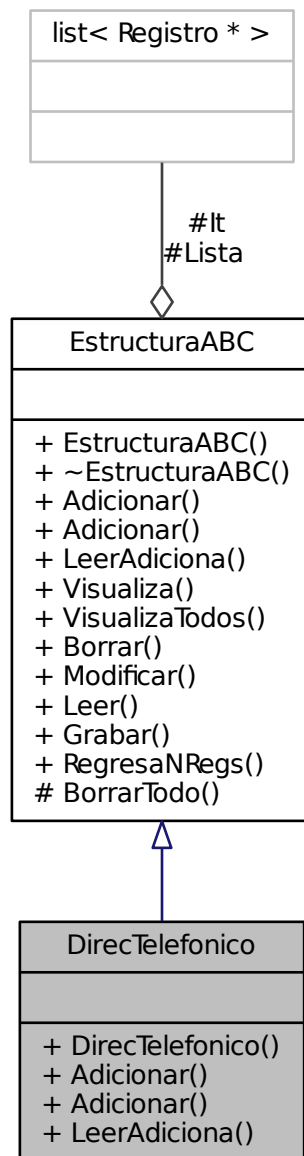 list< Registro * >
#It
#Lista
EstructuraABC
+ EstructuraABC()
+ ~EstructuraABC()
+ Adicionar()
+ Adicionar()
+ LeerAdiciona()
+ Visualiza()
+ VisualizaTodos()
+ Borrar()
+ Modificar()
+ Leer()
+ Grabar()
+ RegresaNRegs()
# BorrarTodo()
DirecTelefonico
+ DirecTelefonico()
+ Adicionar()
+ Adicionar()
+ LeerAdiciona()